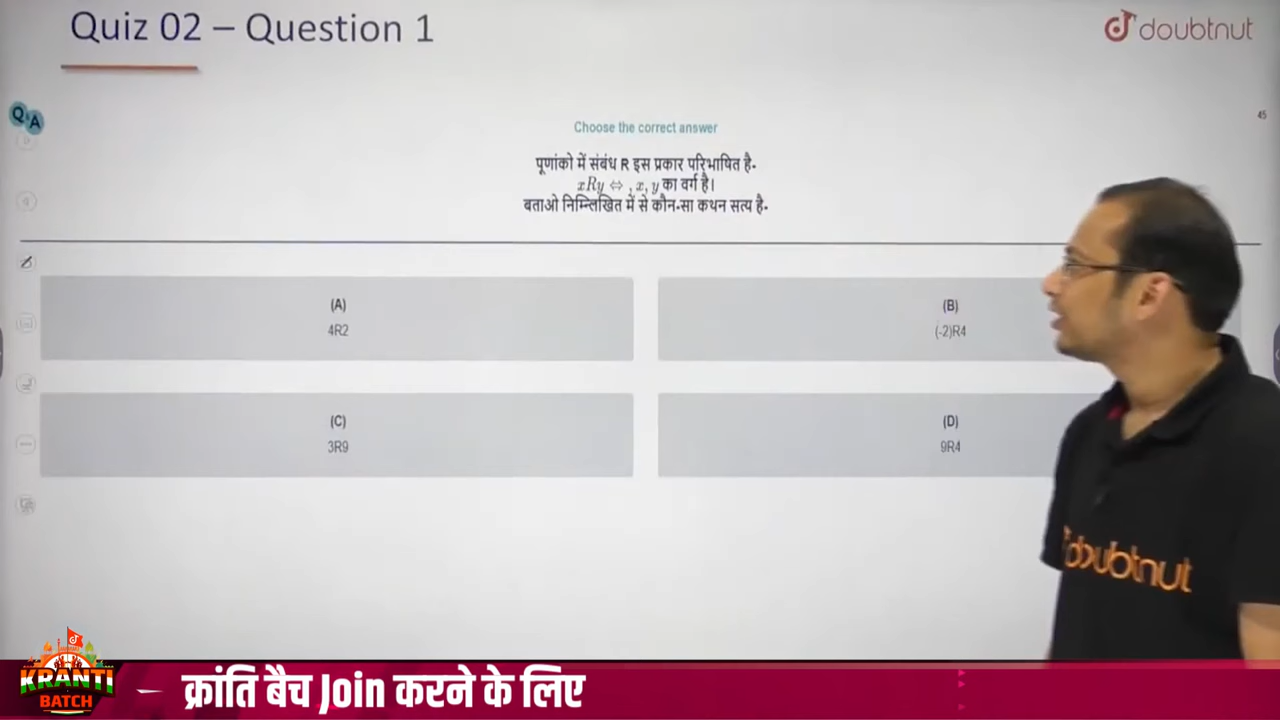 Quiz 02 – Question 1
doubtnut
Q&A
45
Choose the correct answer
पूणांको में संबंध R इस प्रकार परिभाषित है-
xRy ⇔ , x, y का वर्ग है।
बताओ निम्न्लिखित में से कौन-सा कथन सत्य है-
(A)
4R2
(B)
(-2)R4
(C)
3R9
(D)
9R4
doubtnut
KRANTI
BATCH
क्रांति बैच Join करने के लिए